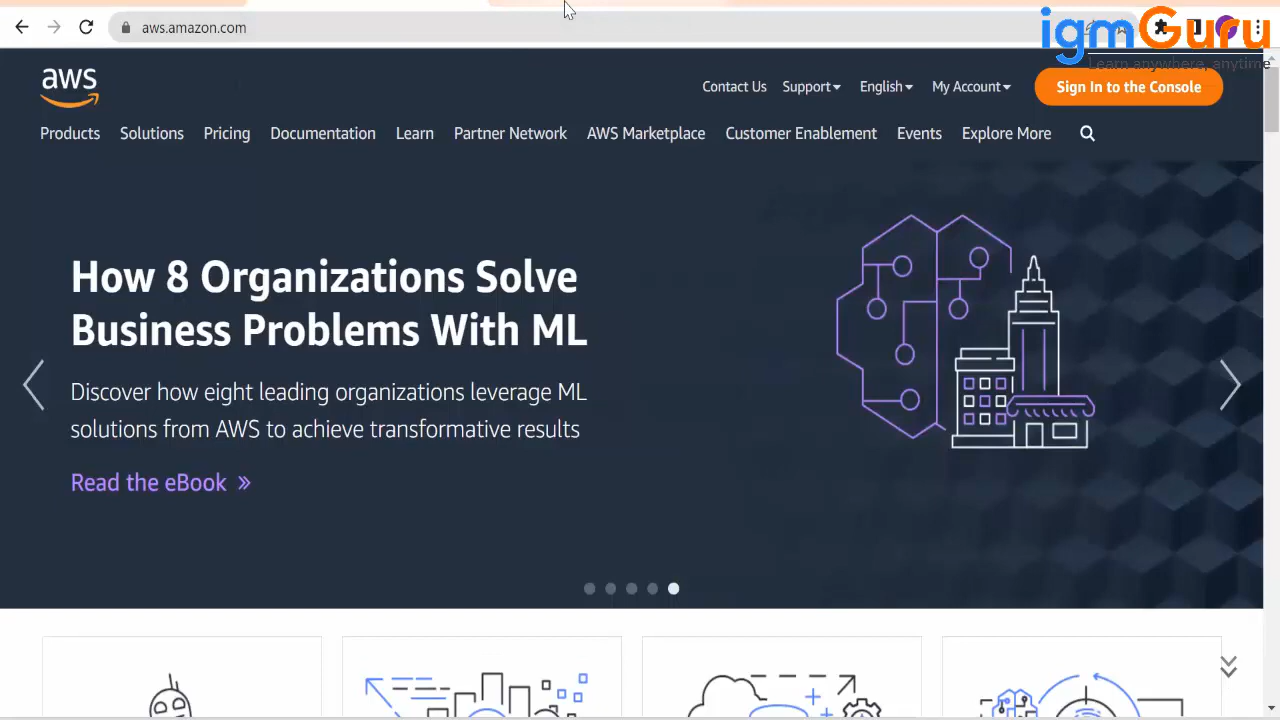 aws.amazon.com
igmGuru
Learn anywhere, anytime
aws
Contact Us Support English My Account Sign In to the Console
Products Solutions Pricing Documentation Learn Partner Network AWS Marketplace Customer Enablement Events Explore More
How 8 Organizations Solve
Business Problems With ML
Discover how eight leading organizations leverage ML
solutions from AWS to achieve transformative results
Read the eBook »